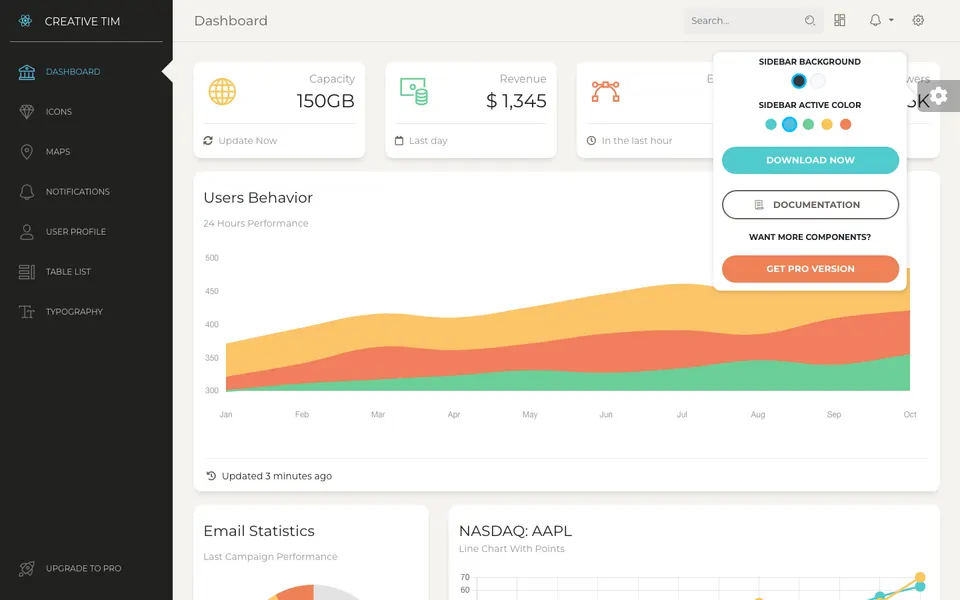 CREATIVE TIM
DASHBOARD
ICONS
MAPS
NOTIFICATIONS
USER PROFILE
TABLE LIST
TYPOGRAPHY
UPGRADE TO PRO
Dashboard
Search...
Capacity
150GB
Update Now
Revenue
$ 1,345
Last day
In the last hour
SIDEBAR BACKGROUND
SIDEBAR ACTIVE COLOR
DOWNLOAD NOW
DOCUMENTATION
WANT MORE COMPONENTS?
GET PRO VERSION
Users Behavior
24 Hours Performance
500
450
400
350
300
Jan Feb Mar Apr May Jun Jul Aug Sep Oct
Updated 3 minutes ago
Email Statistics
Last Campaign Performance
NASDAQ: AAPL
Line Chart With Points
70
60